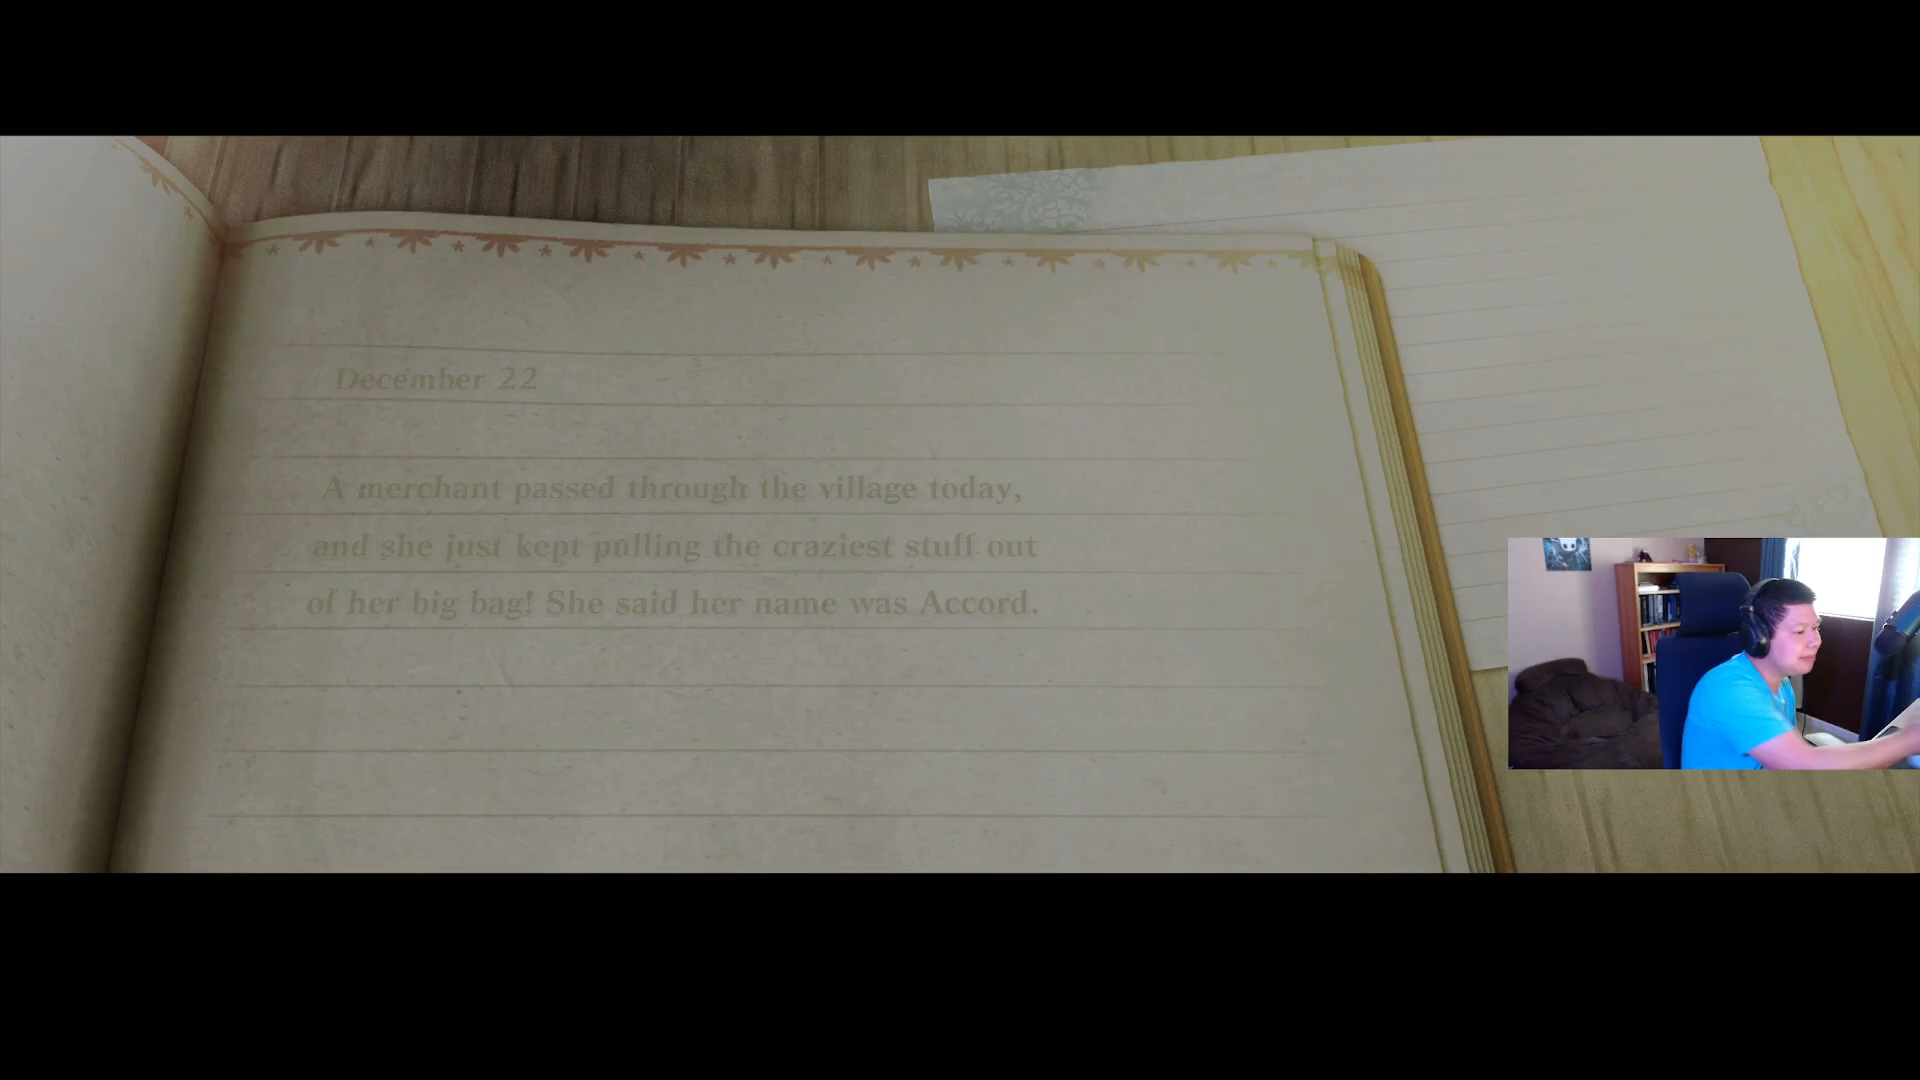 December 22
A merchant passed through the village today,
and she just kept pulling the craziest stuff out
of her big bag! She said her name was Accord.